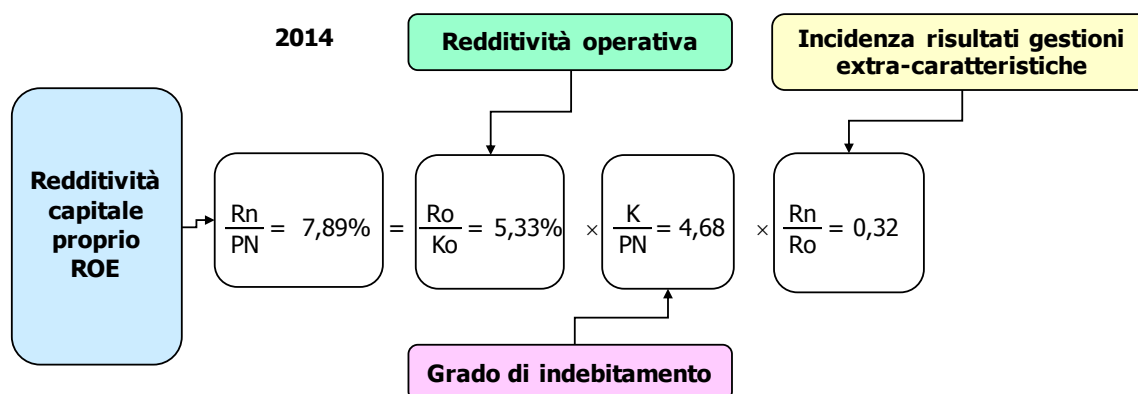 2014
Redditività operativa
Incidenza risultati gestioni
extra-caratteristiche
Redditività
capitale
proprio
ROE
Rn
PN
= 7,89%
=
Ro
Ko
= 5,33%
×
K
PN
= 4,68
×
Rn
Ro
= 0,32
Grado di indebitamento